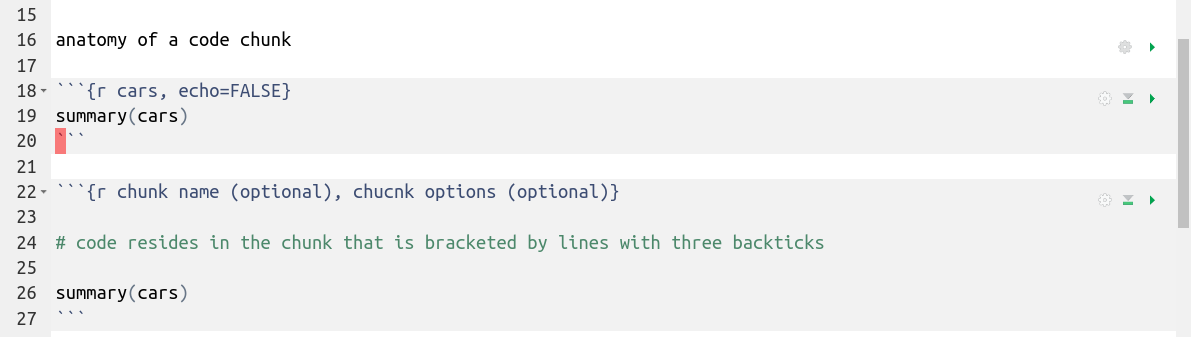 15
16 anatomy of a code chunk
17
18 ```{r cars, echo=FALSE}
19 summary(cars)
20 ```
21
22 ```{r chunk name (optional), chucnk options (optional)}
23
24 # code resides in the chunk that is bracketed by lines with three backticks
25
26 summary(cars)
27 ```